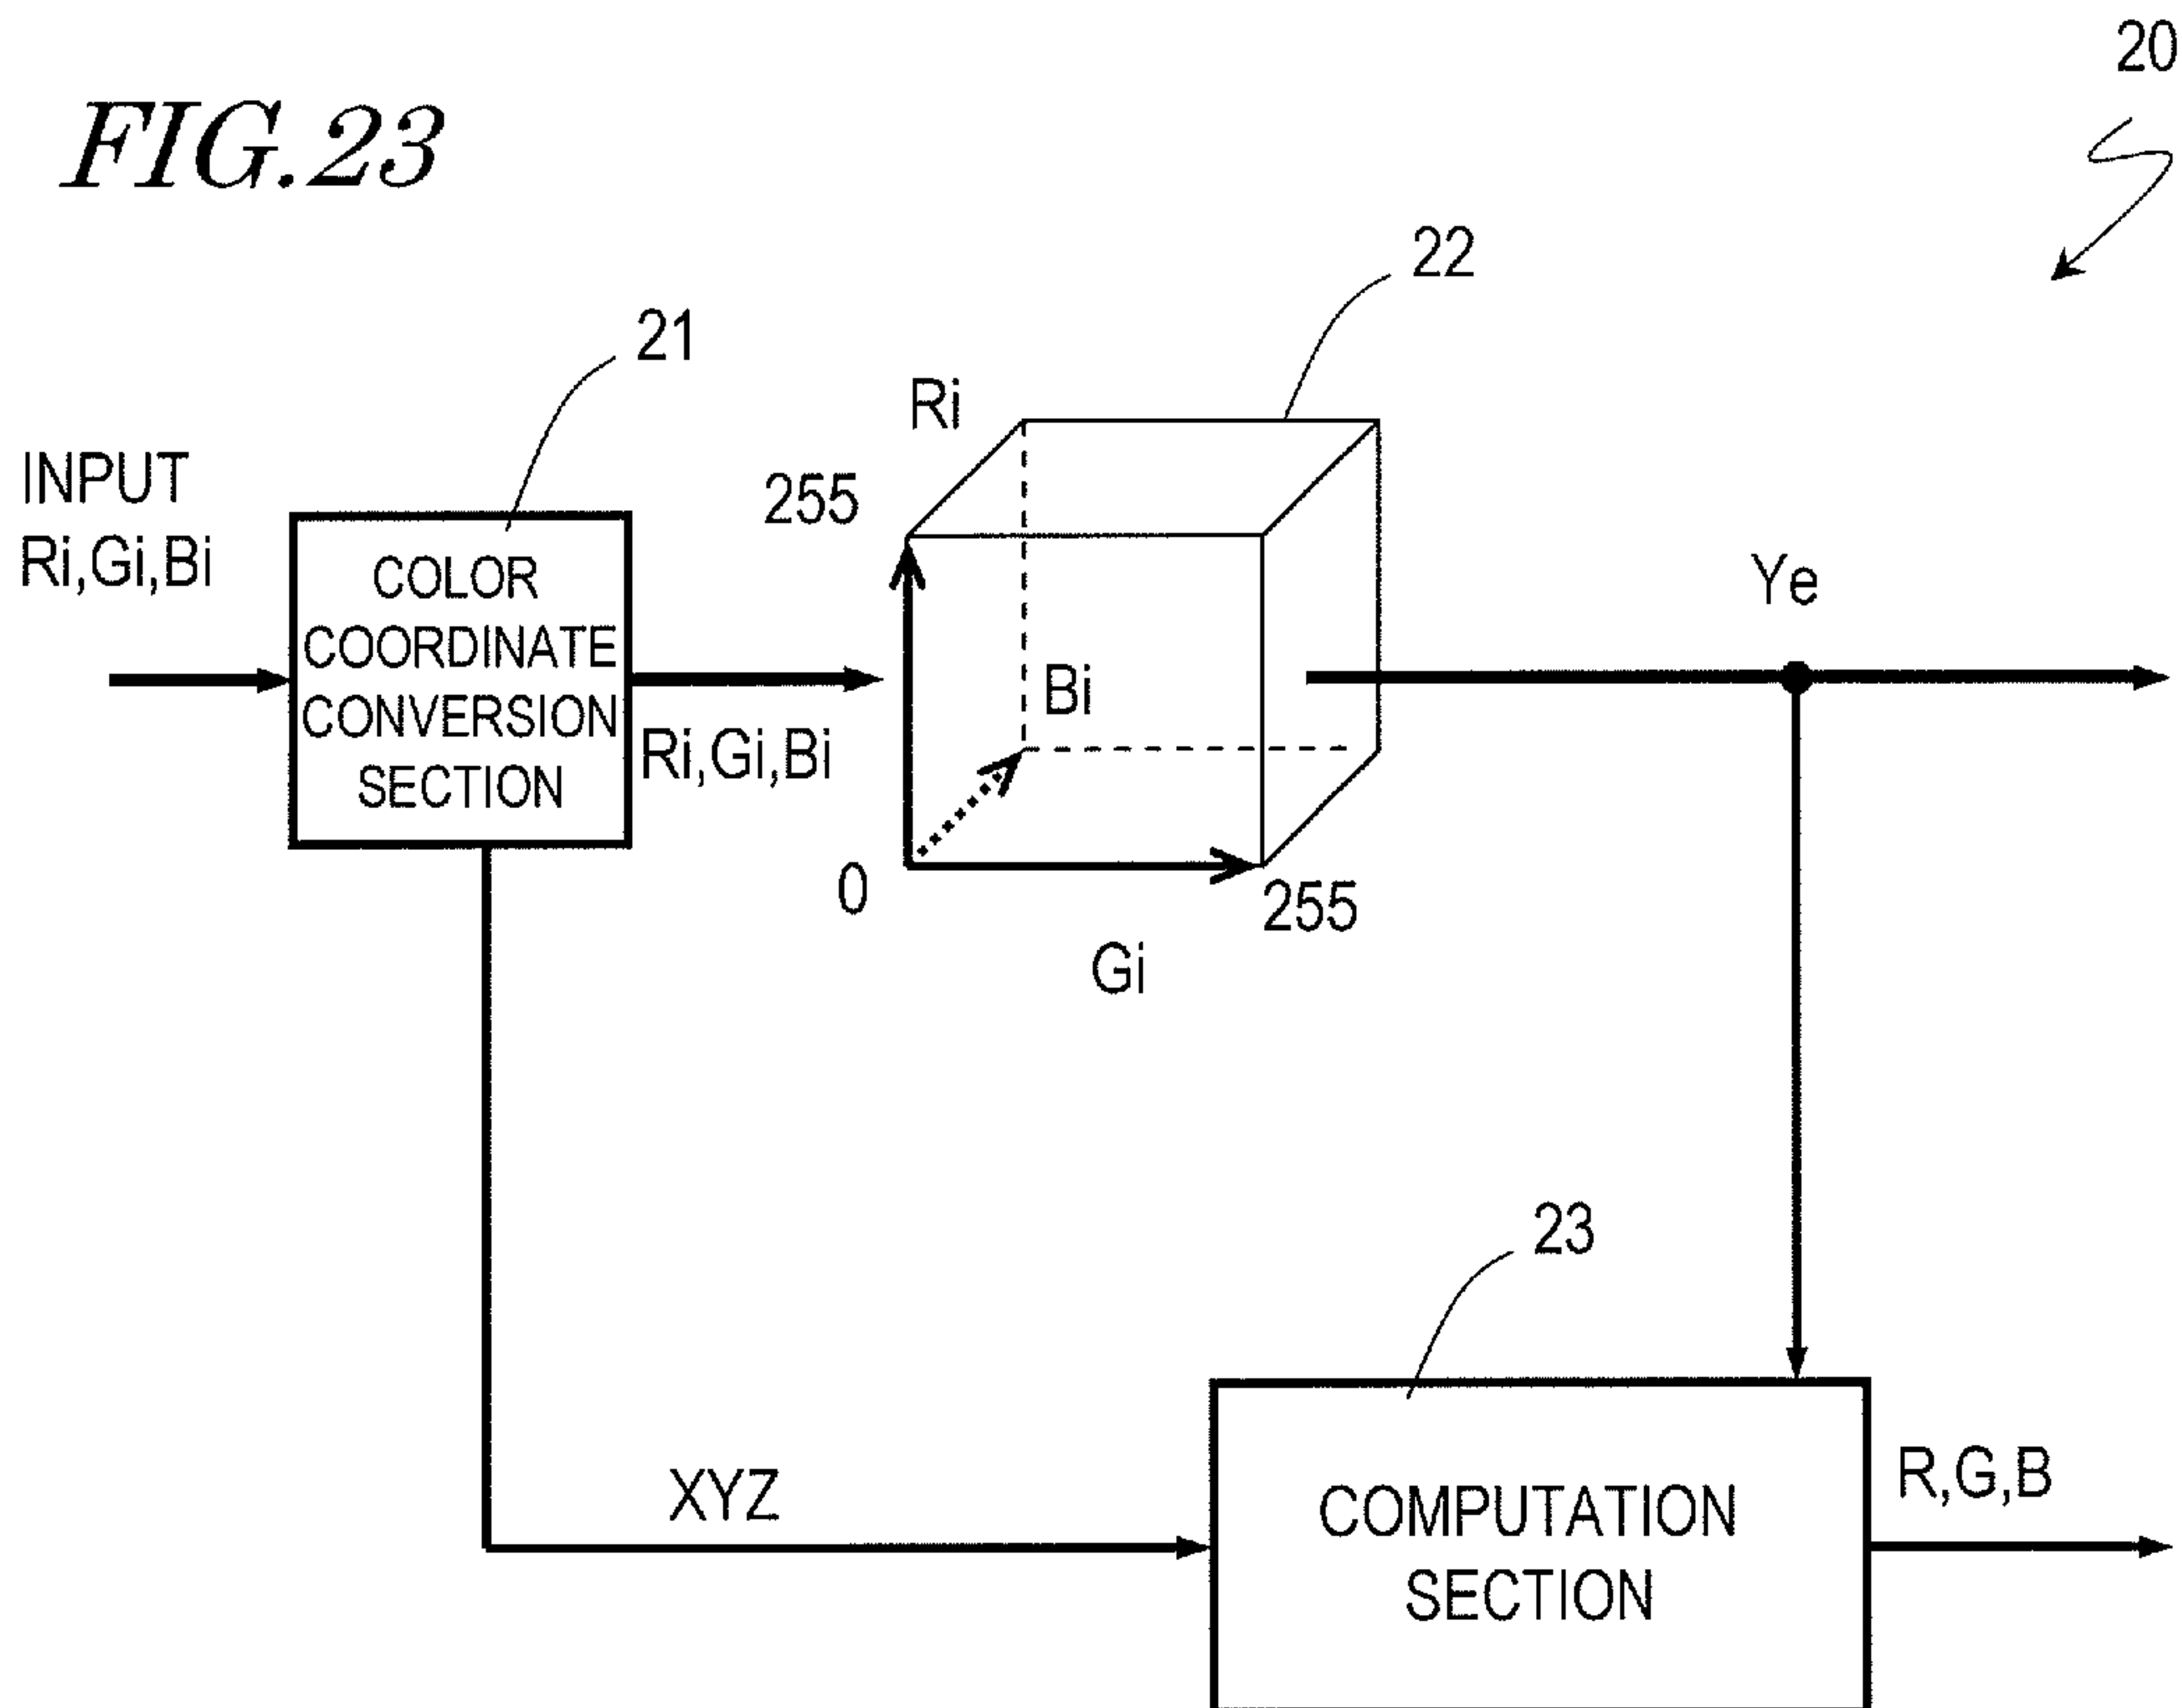 20
FIG.23
22
21
Ri
INPUT
255
Ri,Gi,Bi
COLOR
COORDINATE
CONVERSION
SECTION
Ye
Bi
Ri,Gi,Bi
0
255
Gi
23
XYZ
COMPUTATION
SECTION
R,G,B